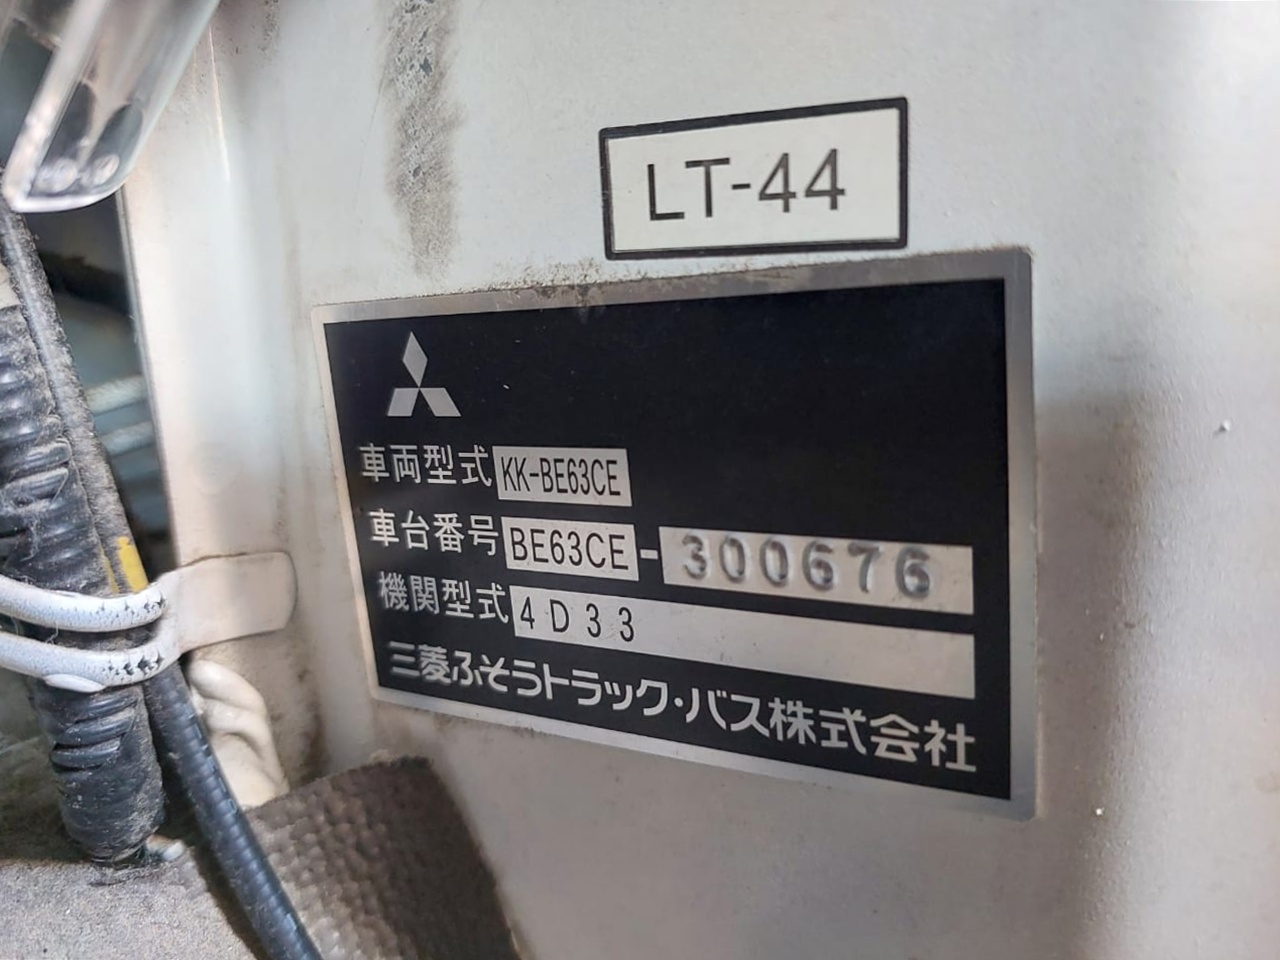 LT-44
車両型式 KK-BE63CE
車台番号 BE63CE-300676
機関型式 4D33
三菱ふそうトラック・バス株式会社